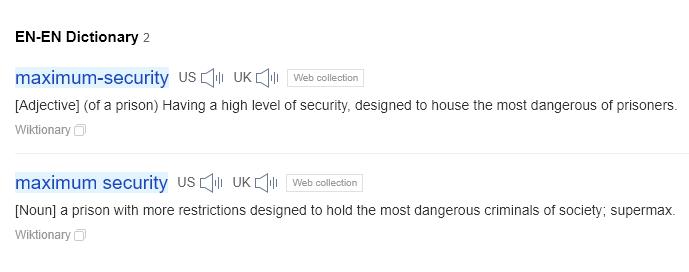 EN-EN Dictionary 2
maximum-security US UK Web collection
[Adjective] (of a prison) Having a high level of security, designed to house the most dangerous of prisoners.
Wiktionary
maximum security US UK Web collection
[Noun] a prison with more restrictions designed to hold the most dangerous criminals of society; supermax.
Wiktionary